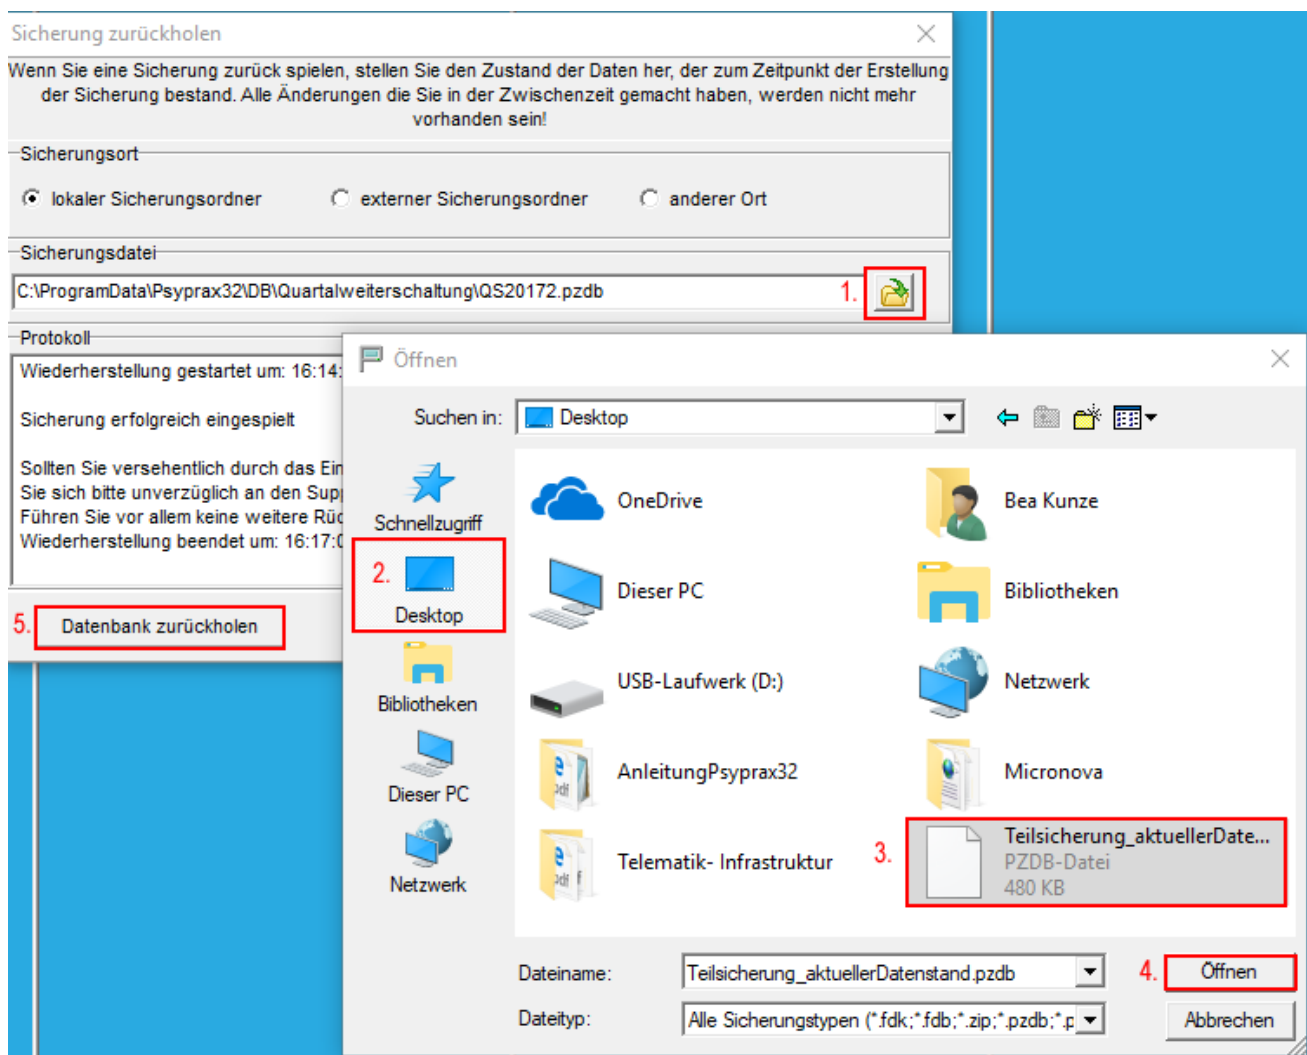 Sicherung zurückholen
Wenn Sie eine Sicherung zurück spielen, stellen Sie den Zustand der Daten her, der zum Zeitpunkt der Erstellung
der Sicherung bestand. Alle Änderungen die Sie in der Zwischenzeit gemacht haben, werden nicht mehr
vorhanden sein!
Sicherungsort
lokaler Sicherungsordner externer Sicherungsordner anderer Ort
Sicherungsdatei
C:\ProgramData\Psyprax32\DB\Quartalweiterschaltung\QS20172.pzdb 1.
Protokoll
Wiederherstellung gestartet um: 16:14:
Sicherung erfolgreich eingespielt
Sollten Sie versehentlich durch das Ein
Sie sich bitte unverzüglich an den Supp
Führen Sie vor allem keine weitere Rüc
Wiederherstellung beendet um: 16:17:0
5. Datenbank zurückholen
Öffnen
Suchen in: Desktop
Schnellzugriff
2. Desktop
Bibliotheken
Dieser PC
Netzwerk
OneDrive
Bea Kunze
Dieser PC
Bibliotheken
USB-Laufwerk (D:)
Netzwerk
AnleitungPsyprax32
Micronova
Telematik- Infrastruktur
3. Teilsicherung_aktuellerDate...
PZDB-Datei
480 KB
Dateiname: Teilsicherung_aktuellerDatenstand.pzdb 4. Öffnen
Dateityp: Alle Sicherungstypen (*.fdk;*.fdb;*.zip;*.pzdb;*.p Abbrechen